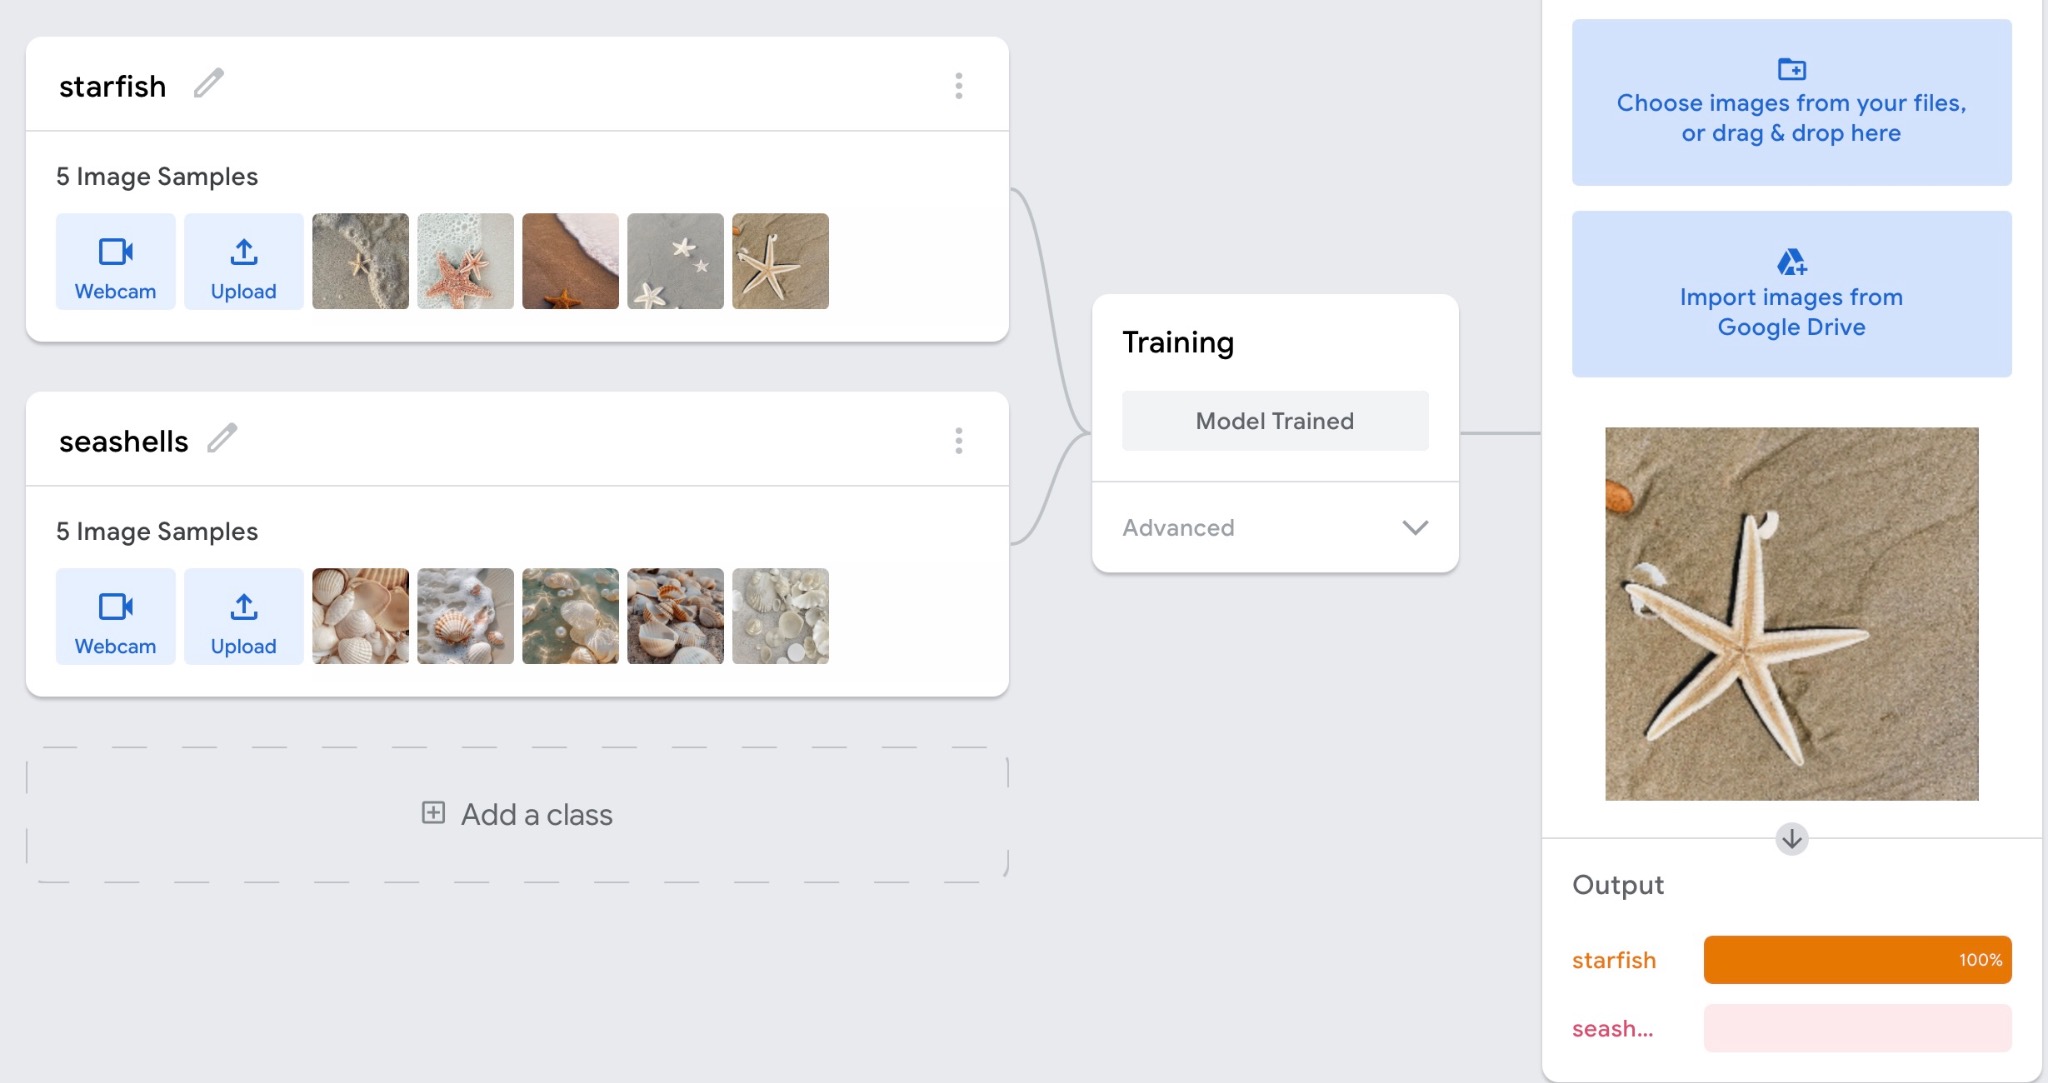 starfish
5 Image Samples
Webcam
Upload
seashells
5 Image Samples
Webcam
Upload
Add a class
Training
Model Trained
Advanced
Choose images from your files,
or drag & drop here
Import images from
Google Drive
Output
starfish
100%
seash...